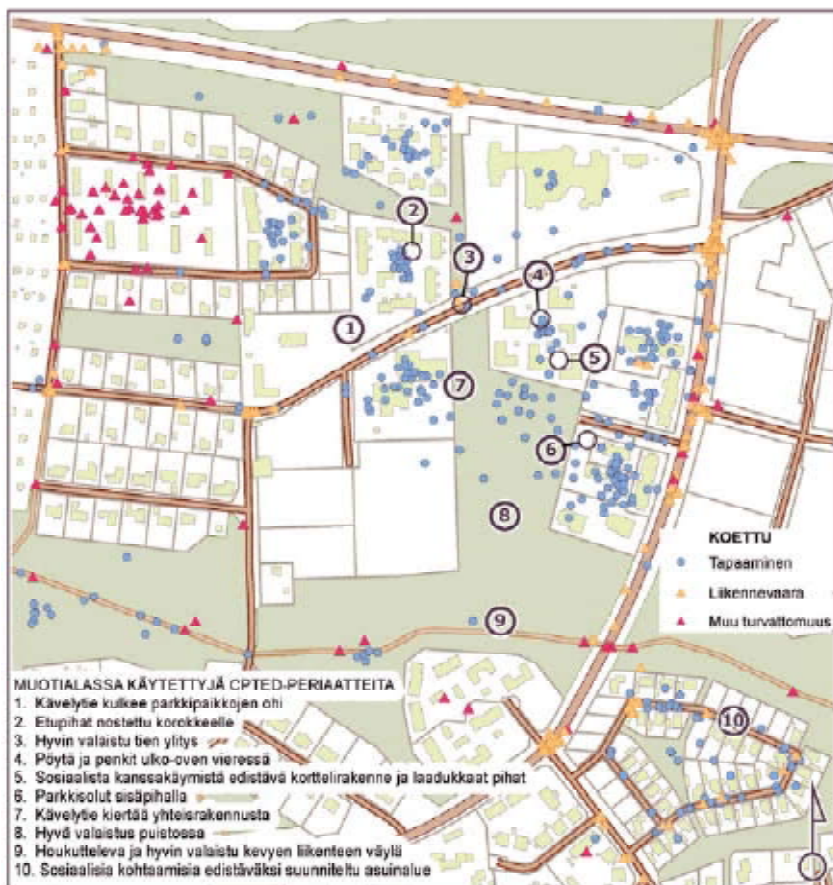 2
3
4
1
5
7
6
8
KOETTU
Tapaaminen
Liikennevaara
Muu turvattomuus
9
MUOTIALASSA KÄYTETTYJÄ CPTED-PERIAATTEITA
1. Kävelytie kulkee parkkipaikkojen ohi
2. Etupihat nostettu korokkeelle
3. Hyvin valaistu tien ylitys
4. Pöytä ja penkit ulko-oven vieressä
5. Sosiaalista kanssakäymistä edistävä korttelirakenne ja laadukkaat pihat
6. Parkkisolut sisäpihalla
7. Kävelytie kiertää yhteisrakennusta
8. Hyvä valaistus puistossa
9. Houkutteleva ja hyvin valaistu kevyen liikenteen väylä
10. Sosiaalisia kohtaamisia edistäväksi suunniteltu asuinalue
10